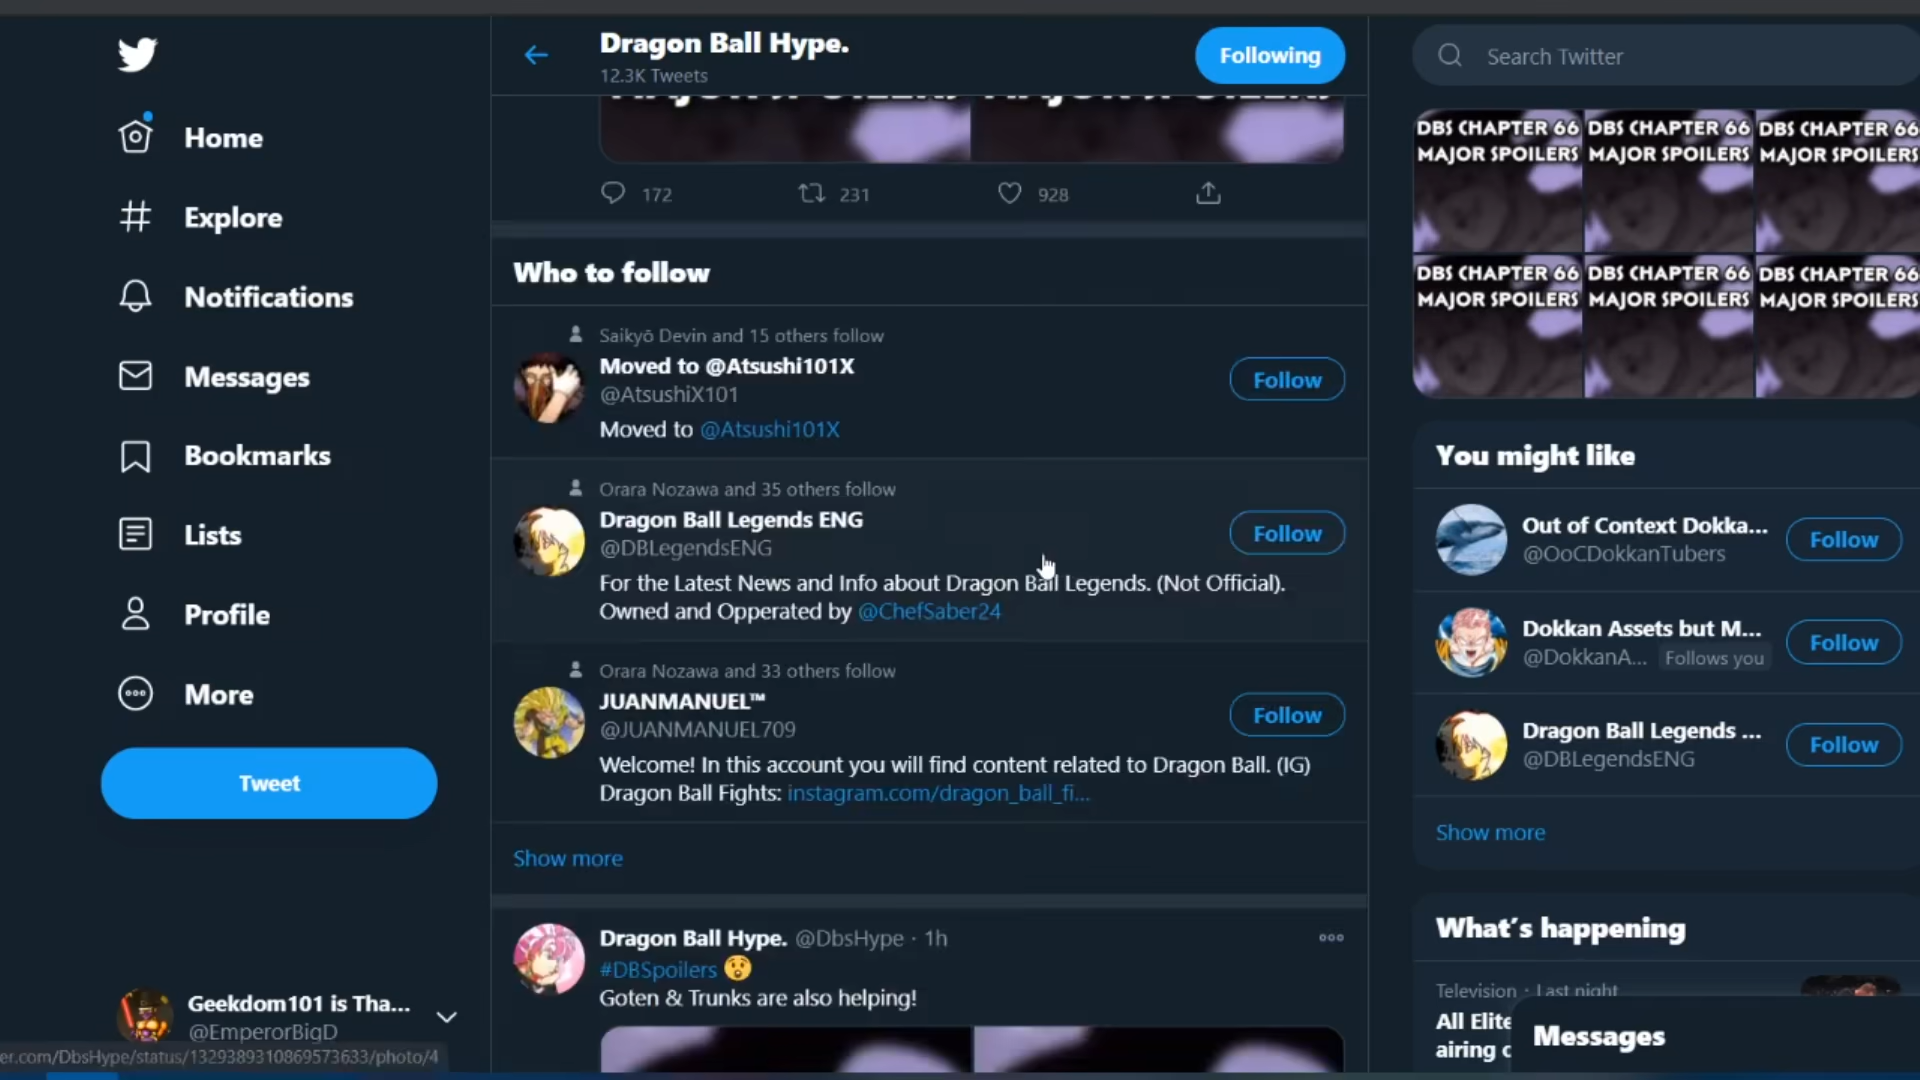 Home
Explore
Notifications
Messages
Bookmarks
Lists
Profile
More
Tweet
Geekdom101 is Tha...
@EmperorBigD
er.com/DbsHype/status/1329389310869573633/photo/4
Dragon Ball Hype.
12.3K Tweets
Following
MAJOR SPOILERS MAJOR SPOILERS
172 231 928
Who to follow
Saikyō Devin and 15 others follow
Moved to @Atsushi101X
@AtsushiX101
Follow
Moved to @Atsushi101X
Orara Nozawa and 35 others follow
Dragon Ball Legends ENG
@DBLegendsENG
Follow
For the Latest News and Info about Dragon Ball Legends. (Not Official).
Owned and Opperated by @ChefSaber24
Orara Nozawa and 33 others follow
JUANMANUEL™
@JUANMANUEL709
Follow
Welcome! In this account you will find content related to Dragon Ball. (IG)
Dragon Ball Fights: instagram.com/dragon_ball_fi...
Show more
Dragon Ball Hype. @DbsHype · 1h
#DBSpoilers 😲
Goten & Trunks are also helping!
Search Twitter
DBS CHAPTER 66 DBS CHAPTER 66 DBS CHAPTER 66
MAJOR SPOILERS MAJOR SPOILERS MAJOR SPOILERS
DBS CHAPTER 66 DBS CHAPTER 66 DBS CHAPTER 66
MAJOR SPOILERS MAJOR SPOILERS MAJOR SPOILERS
You might like
Out of Context Dokka...
@OoCDokkanTubers
Follow
Dokkan Assets but M...
@DokkanA... Follows you
Follow
Dragon Ball Legends ...
@DBLegendsENG
Follow
Show more
What's happening
Television · Last night
All Elite
airing
Messages